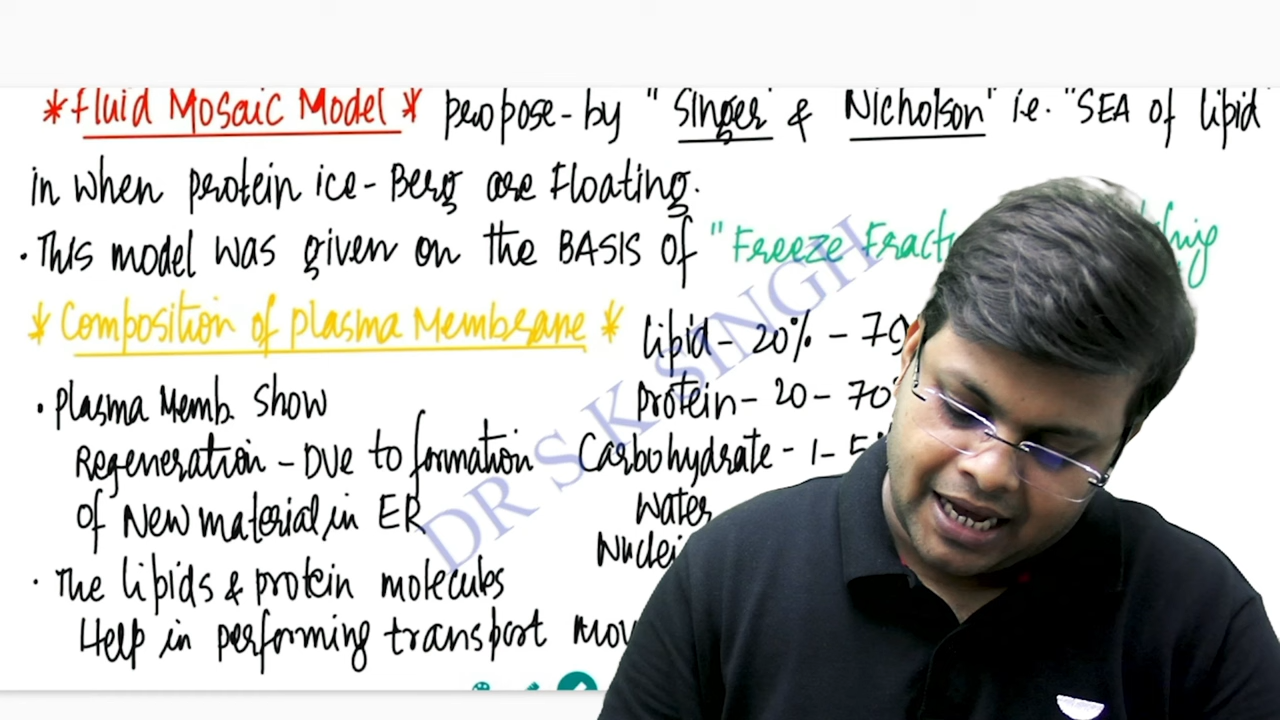 * Fluid Mosaic Model * propose-by "Singer" & Nicholson" ie. "SEA of lipid
in when protein ice-Berg are Floating.
• This model was given on the BASIS of "Freeze
* Composition of plasma Membrane *
lipid - 20% -
• plasma Memb. show
protein - 20 - 70
Regeneration - Due to formation
Carbohydrate - 1 -
of New material in ER
water
• The lipids & protein molecules
Help in performing transport
DR S K SINGH